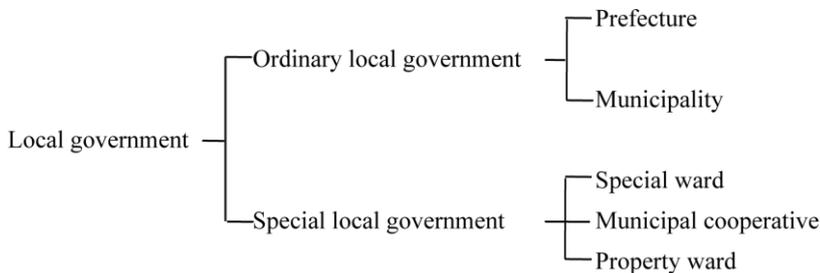 Prefecture
Ordinary local government
Municipality
Local government
Special ward
Special local government
Municipal cooperative
Property ward